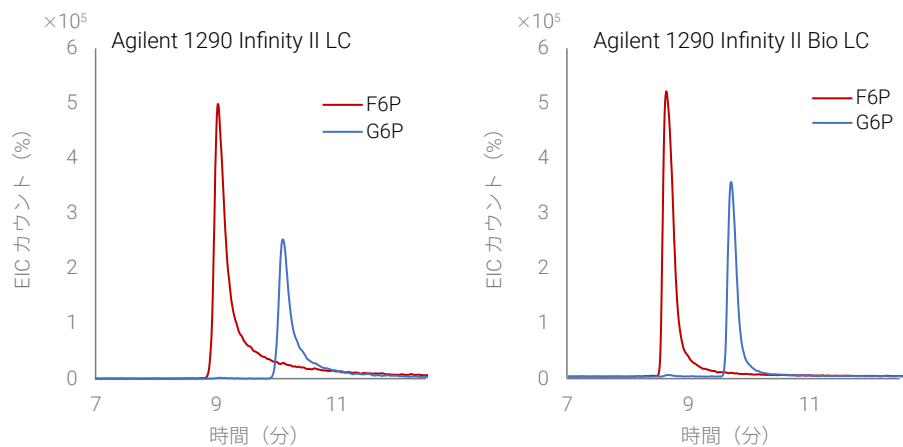 ×10⁵
Agilent 1290 Infinity II LC
6
5
4
3
2
1
0
EIC カウント (%)
F6P
G6P
7
9
11
時間（分）
×10⁵
Agilent 1290 Infinity II Bio LC
6
5
4
3
2
1
0
EIC カウント (%)
F6P
G6P
7
9
11
時間（分）